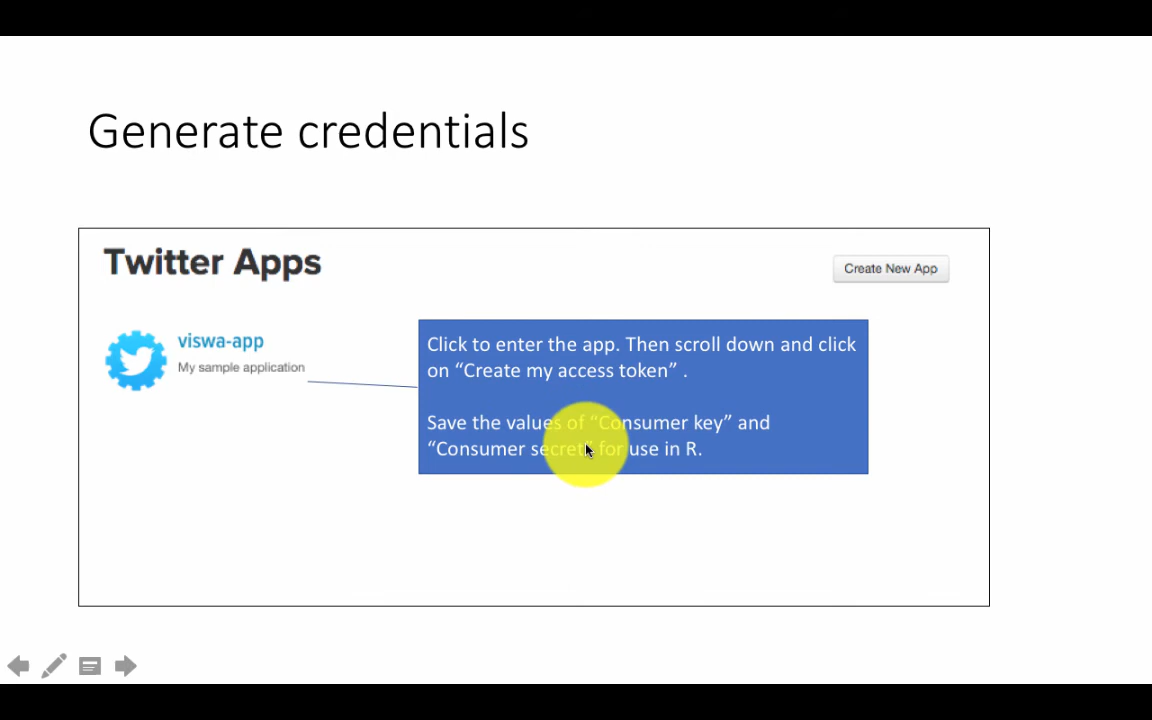 Generate credentials
Twitter Apps
Create New App
viswa-app
My sample application
Click to enter the app. Then scroll down and click
on “Create my access token” .
Save the values of “Consumer key” and
“Consumer secret” for use in R.